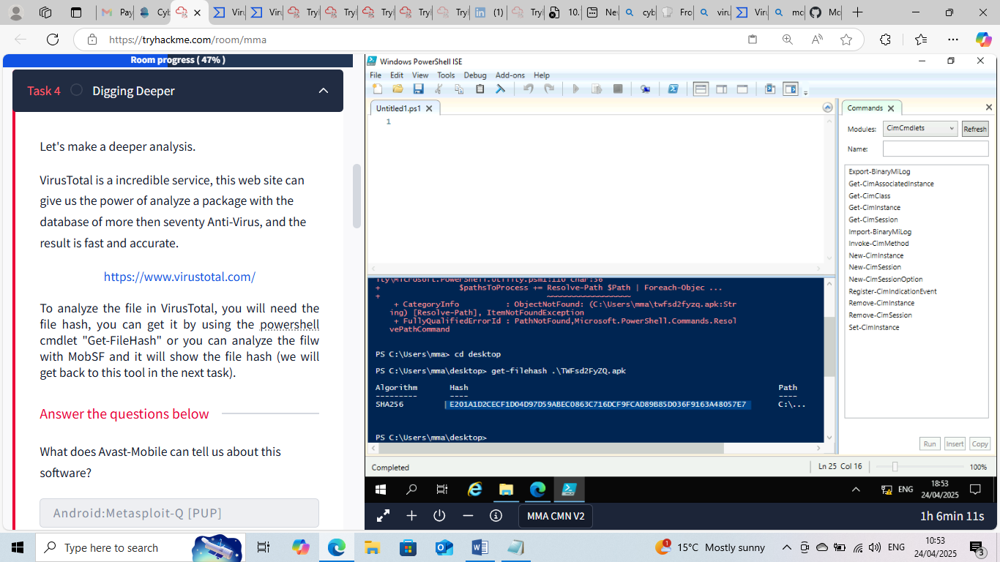 Pay
Cyb
Viru
Viru
Tryl
Tryl
Tryl
Tryl
Tryl
(1)
Tryl
10.
Nev
cyb
Fro
viru
Viru
mc
Mc
https://tryhackme.com/room/mma
Room progress ( 47% )
Task 4 Digging Deeper
Let's make a deeper analysis.
VirusTotal is a incredible service, this web site can
give us the power of analyze a package with the
database of more then seventy Anti-Virus, and the
result is fast and accurate.
https://www.virustotal.com/
To analyze the file in VirusTotal, you will need the
file hash, you can get it by using the powershell
cmdlet "Get-FileHash" or you can analyze the filw
with MobSF and it will show the file hash (we will
get back to this tool in the next task).
Answer the questions below
What does Avast-Mobile can tell us about this
software?
Android:Metasploit-Q [PUP]
Windows PowerShell ISE
File Edit View Tools Debug Add-ons Help
Untitled1.ps1
1
ity\Microsoft.PowerShell.Utility.psm1:110 char:36
+ $pathsToProcess += Resolve-Path $Path | Foreach-Objec ...
+ ~~~~~~~~~~~~~~~~~~
+ CategoryInfo : ObjectNotFound: (C:\Users\mma\twfsd2fyzq.apk:Str
ing) [Resolve-Path], ItemNotFoundException
+ FullyQualifiedErrorId : PathNotFound,Microsoft.PowerShell.Commands.Resol
vePathCommand
PS C:\Users\mma> cd desktop
PS C:\Users\mma\desktop> get-filehash .\TWFsd2FyZQ.apk
Algorithm Hash Path
--------- ---- ----
SHA256 E201A1D2CECF1D04D97D59ABEC0863C716DCF9FCAD89B85D036F9163A48057E7 C:\...
PS C:\Users\mma\desktop>
Completed
Ln 25 Col 16
100%
Commands
Modules: CimCmdlets Refresh
Name:
Export-BinaryMiLog
Get-CimAssociatedInstance
Get-CimClass
Get-CimInstance
Get-CimSession
Import-BinaryMiLog
Invoke-CimMethod
New-CimInstance
New-CimSession
New-CimSessionOption
Register-CimIndicationEvent
Remove-CimInstance
Remove-CimSession
Set-CimInstance
Run Insert Copy
ENG
18:53
24/04/2025
MMA CMN V2
1h 6min 11s
Type here to search
1
15°C Mostly sunny
ENG
10:53
24/04/2025
3